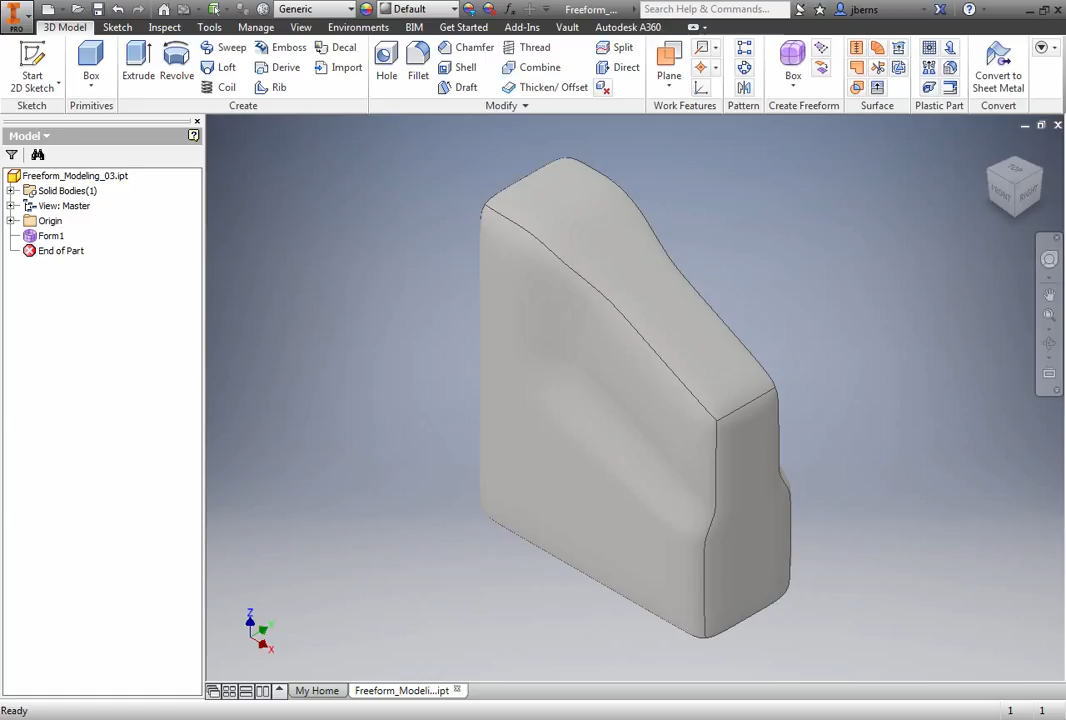 Generic
Default
Freeform_...
Search Help & Commands...
jberns
PRO
3D Model Sketch Inspect Tools Manage View Environments BIM Get Started Add-Ins Vault Autodesk A360
Start
2D Sketch
Box
Extrude
Revolve
Sweep
Emboss
Decal
Loft
Derive
Import
Coil
Rib
Hole
Fillet
Chamfer
Thread
Split
Shell
Combine
Direct
Draft
Thicken/ Offset
Plane
Box
Convert to
Sheet Metal
Sketch Primitives Create Modify Work Features Pattern Create Freeform Surface Plastic Part Convert
Model
Freeform_Modeling_03.ipt
Solid Bodies(1)
View: Master
Origin
Form1
End of Part
TOP
FRONT
RIGHT
Z
Y
X
My Home
Freeform_Modeli...ipt
Ready
1 1